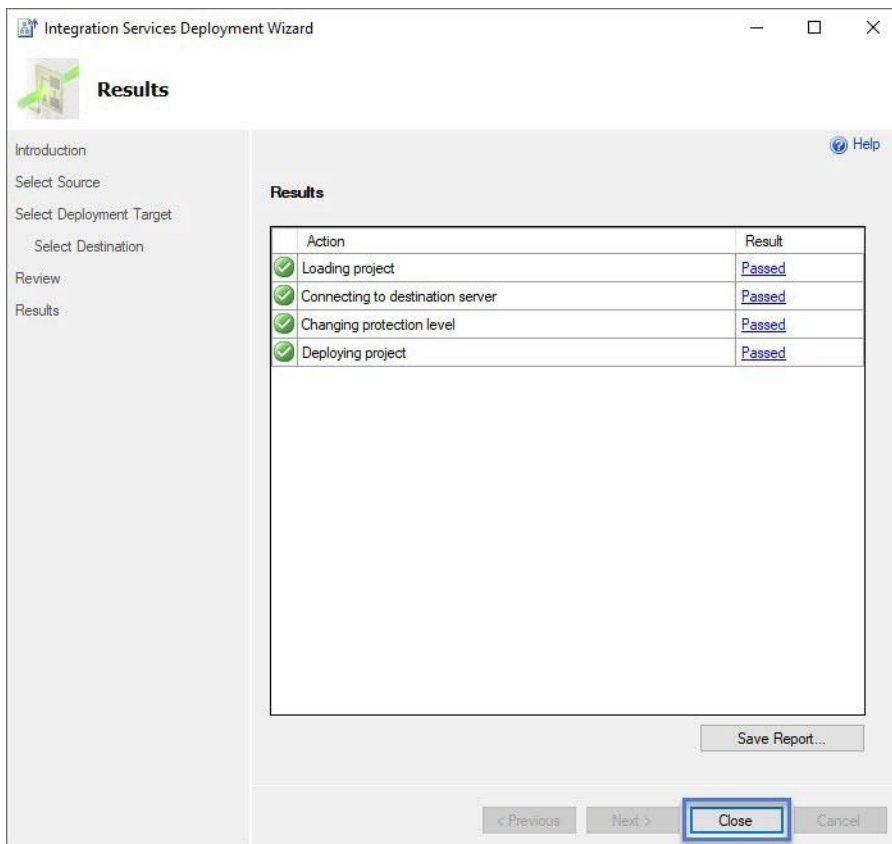 Integration Services Deployment Wizard
Results
Help
Introduction
Select Source
Select Deployment Target
Select Destination
Review
Results
Results
Action Result
Loading project Passed
Connecting to destination server Passed
Changing protection level Passed
Deploying project Passed
Save Report...
< Previous Next > Close Cancel